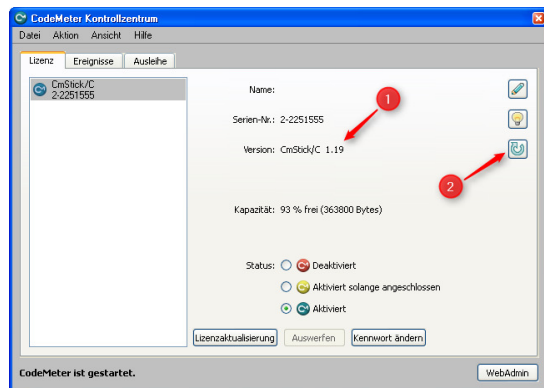 CodeMeter Kontrollzentrum
Datei Aktion Ansicht Hilfe
Lizenz Ereignisse Ausleihe
CmStick/C
2-2251555
Name:
1
Serien-Nr.: 2-2251555
Version: CmStick/C 1.19
2
Kapazität: 93 % frei (363800 Bytes)
Status: Deaktiviert
Aktiviert solange angeschlossen
Aktiviert
Lizenzaktualisierung Auswerfen Kennwort ändern
CodeMeter ist gestartet. WebAdmin